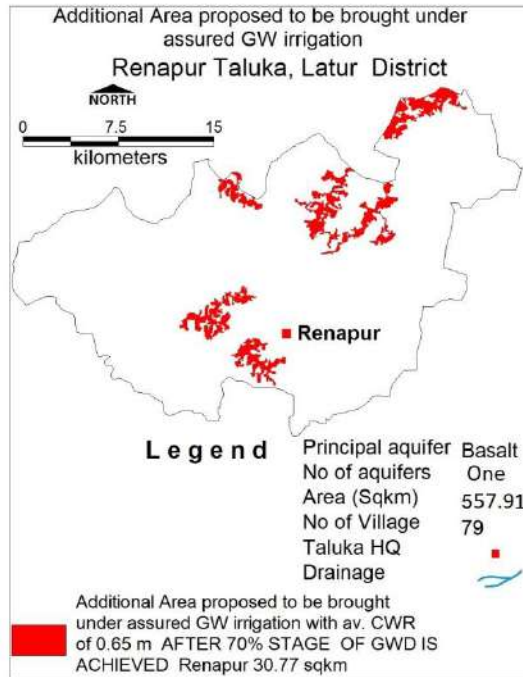 Additional Area proposed to be brought under
assured GW irrigation
Renapur Taluka, Latur District
NORTH
0 7.5 15
kilometers
Renapur
Legend
Principal aquifer Basalt
No of aquifers One
Area (Sqkm) 557.91
No of Village 79
Taluka HQ
Drainage
Additional Area proposed to be brought
under assured GW irrigation with av. CWR
of 0.65 m AFTER 70% STAGE OF GWD IS
ACHIEVED Renapur 30.77 sqkm